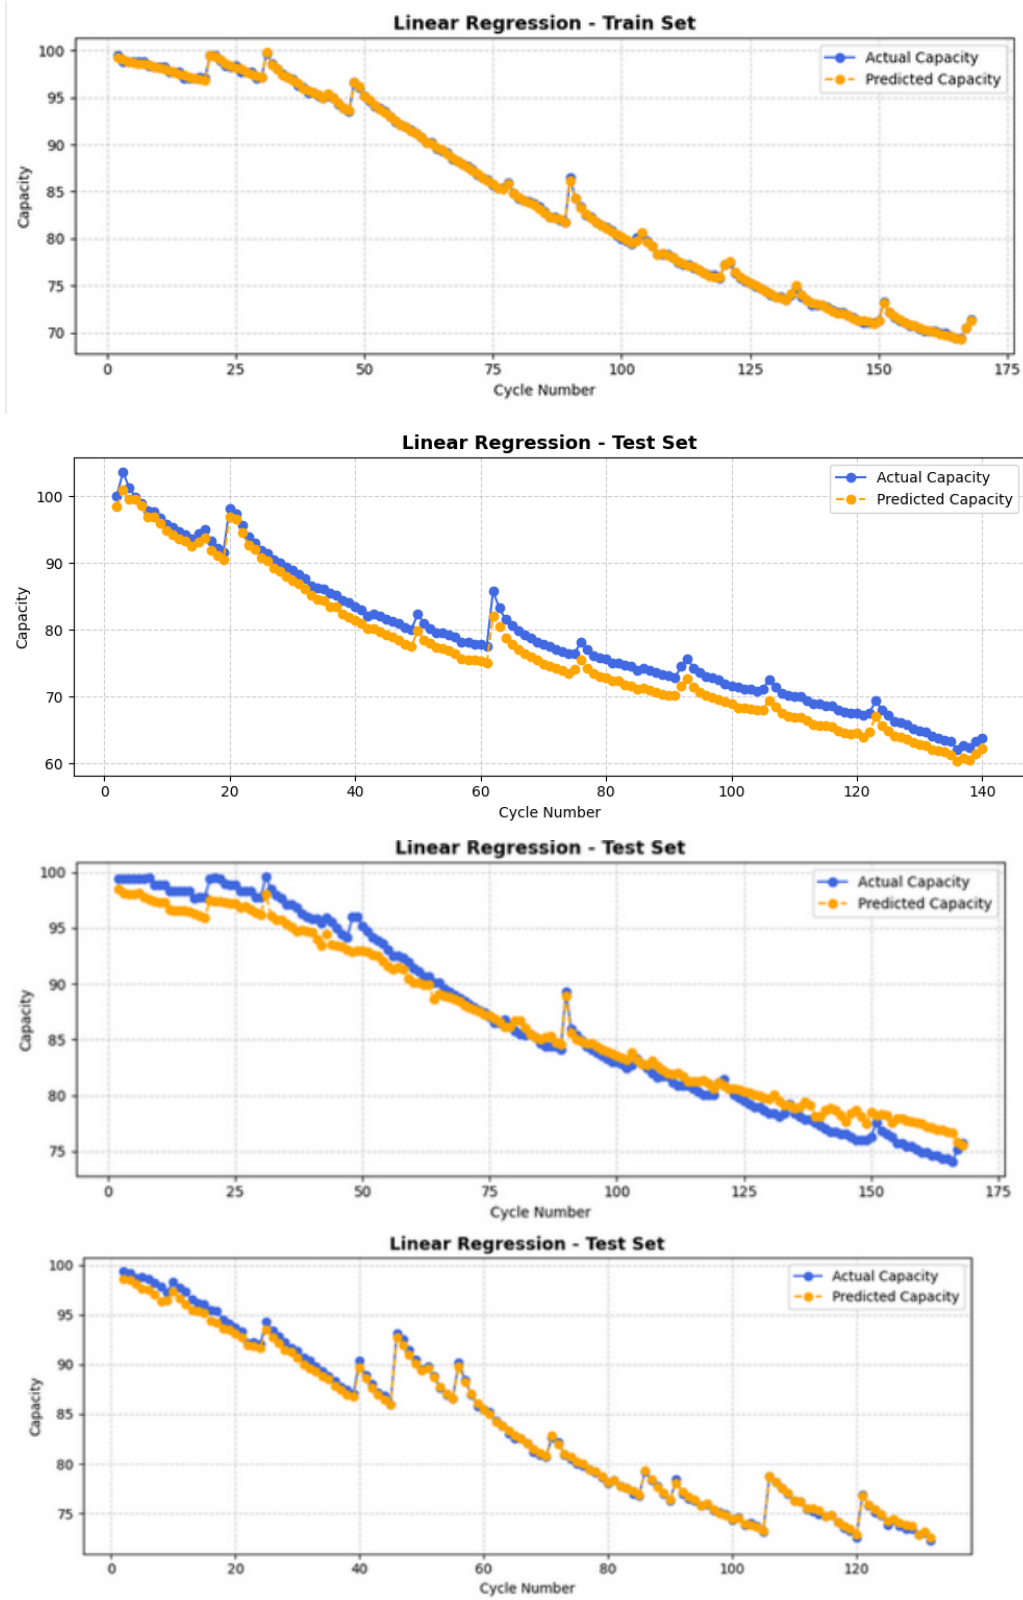 Linear Regression - Train Set
Actual Capacity
Predicted Capacity
100
95
90
85
80
75
70
Capacity
0 25 50 75 100 125 150 175
Cycle Number
Linear Regression - Test Set
Actual Capacity
Predicted Capacity
100
90
80
70
60
Capacity
0 20 40 60 80 100 120 140
Cycle Number
Linear Regression - Test Set
Actual Capacity
Predicted Capacity
100
95
90
85
80
75
Capacity
0 25 50 75 100 125 150 175
Cycle Number
Linear Regression - Test Set
Actual Capacity
Predicted Capacity
100
95
90
85
80
75
Capacity
0 20 40 60 80 100 120
Cycle Number